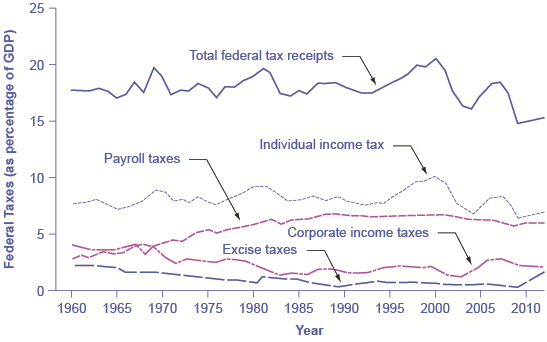 Federal Taxes (as percentage of GDP)
25
20
15
10
5
0
Total federal tax receipts
Individual income tax
Payroll taxes
Corporate income taxes
Excise taxes
1960 1965 1970 1975 1980 1985 1990 1995 2000 2005 2010
Year